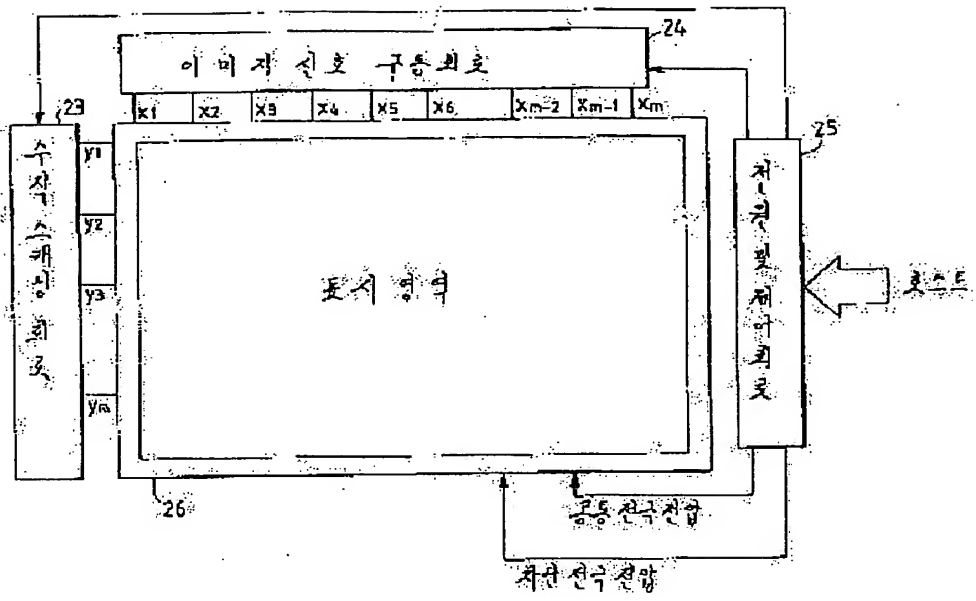 24
이미지 신호 구동회로
x1 x2 x3 x4 x5 x6 xm-2 xm-1 xm
23
수직 스캐닝 회로
y1
y2
y3
ym
표시영역
25
전원 및 제어회로
호스트
26
공통 전극 전압
차단 전극 전압